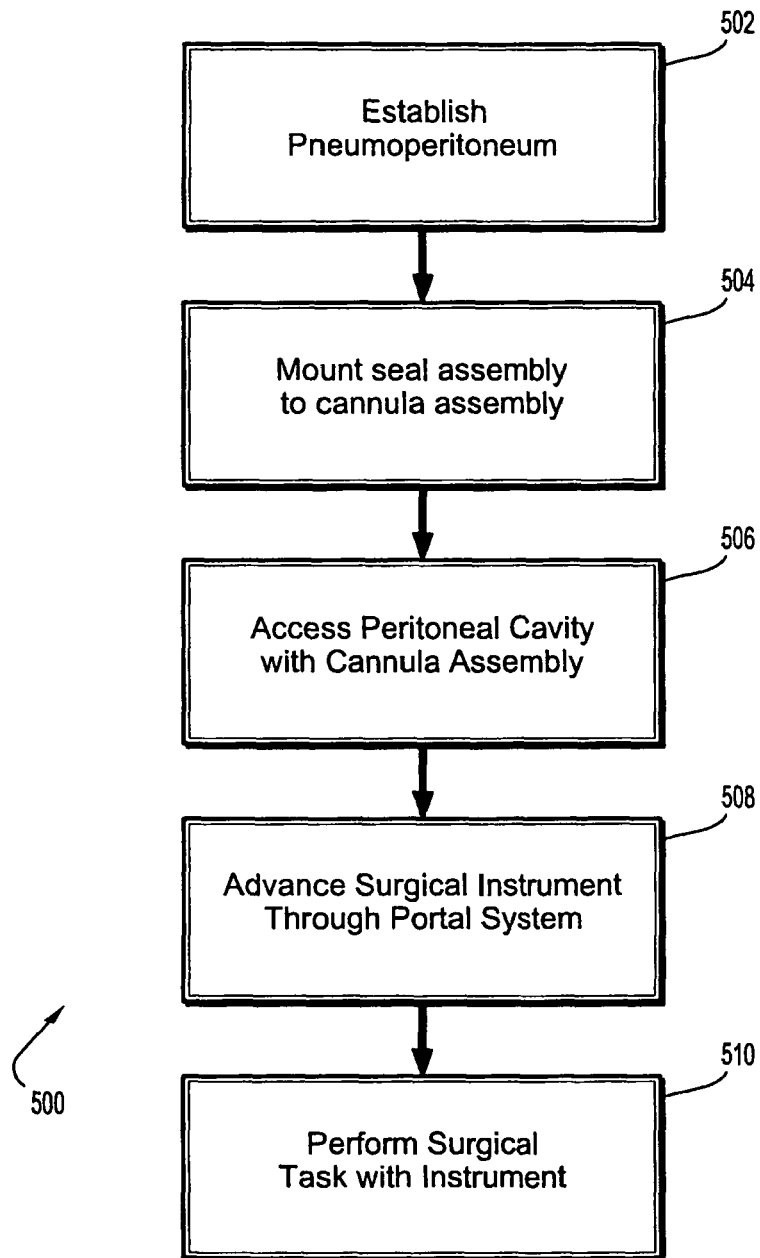 502
Establish
Pneumoperitoneum
504
Mount seal assembly
to cannula assembly
506
Access Peritoneal Cavity
with Cannula Assembly
508
Advance Surgical Instrument
Through Portal System
500
510
Perform Surgical
Task with Instrument